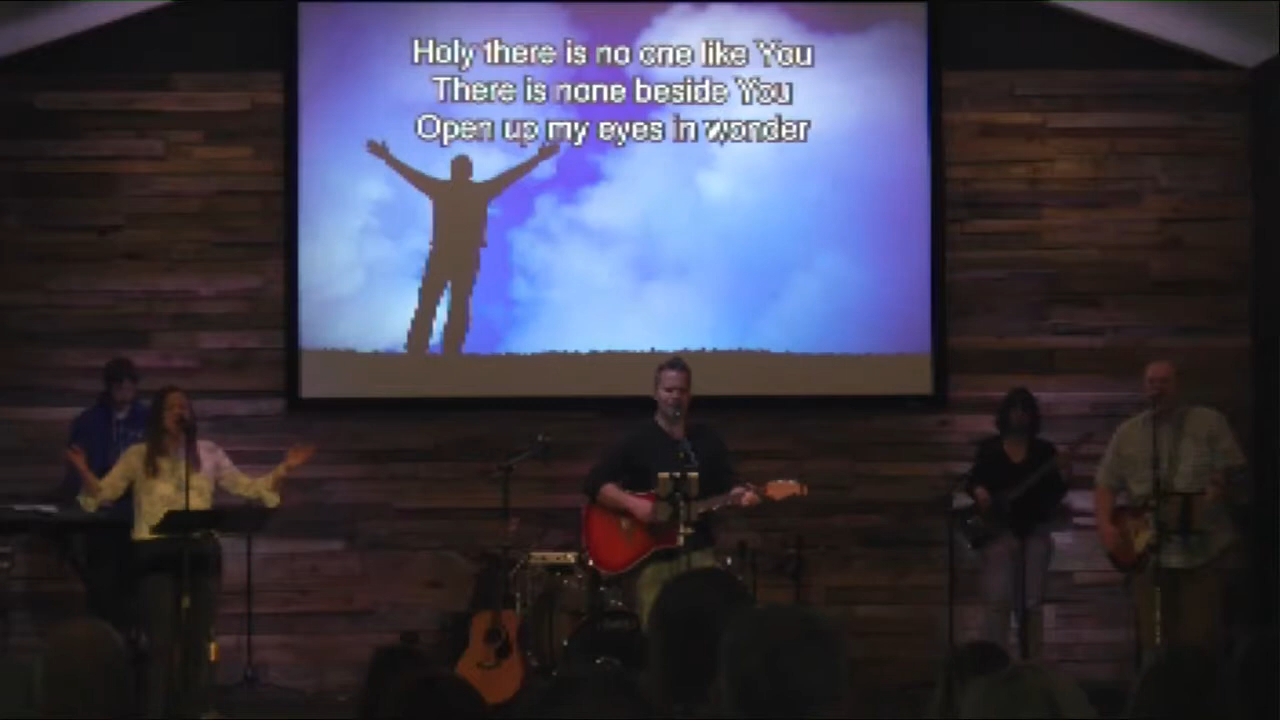 Holy there is no one like You
There is none beside You
Open up my eyes in wonder